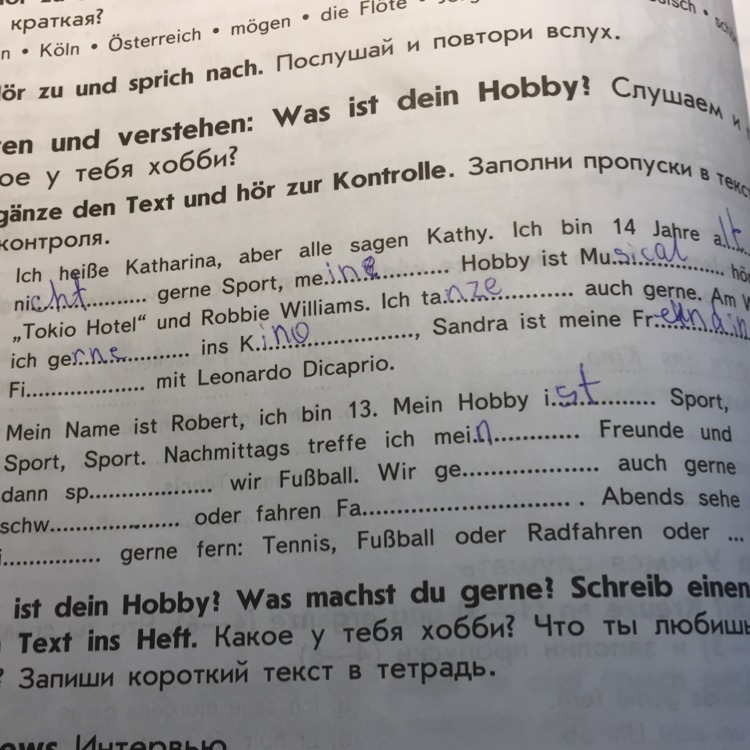 краткая?
n • Köln • Österreich • mögen • die Flöte •
ör zu und sprich nach. Послушай и повтори вслух.
en und verstehen: Was ist dein Hobby? Слушаем и
ое у тебя хобби?
gänze den Text und hör zur Kontrolle. Заполни пропуски в текс
контроля.
Ich heiße Katharina, aber alle sagen Kathy. Ich bin 14 Jahre alt
nicht.......... gerne Sport, meine............ Hobby ist Musical............ hö
„Tokio Hotel“ und Robbie Williams. Ich tanze............ auch gerne. Am W
ich gerne............ ins Kino..................., Sandra ist meine Freundin
Fi................... mit Leonardo Dicaprio.
Mein Name ist Robert, ich bin 13. Mein Hobby ist............ Sport,
Sport, Sport. Nachmittags treffe ich mein............ Freunde und
dann sp................... wir Fußball. Wir ge..................... auch gerne
schw.................... oder fahren Fa................................ . Abends sehe
i............... gerne fern: Tennis, Fußball oder Radfahren oder ...
ist dein Hobby? Was machst du gerne? Schreib einen
Text ins Heft. Какое у тебя хобби? Что ты любишь
? Запиши короткий текст в тетрадь.
ews Интервью